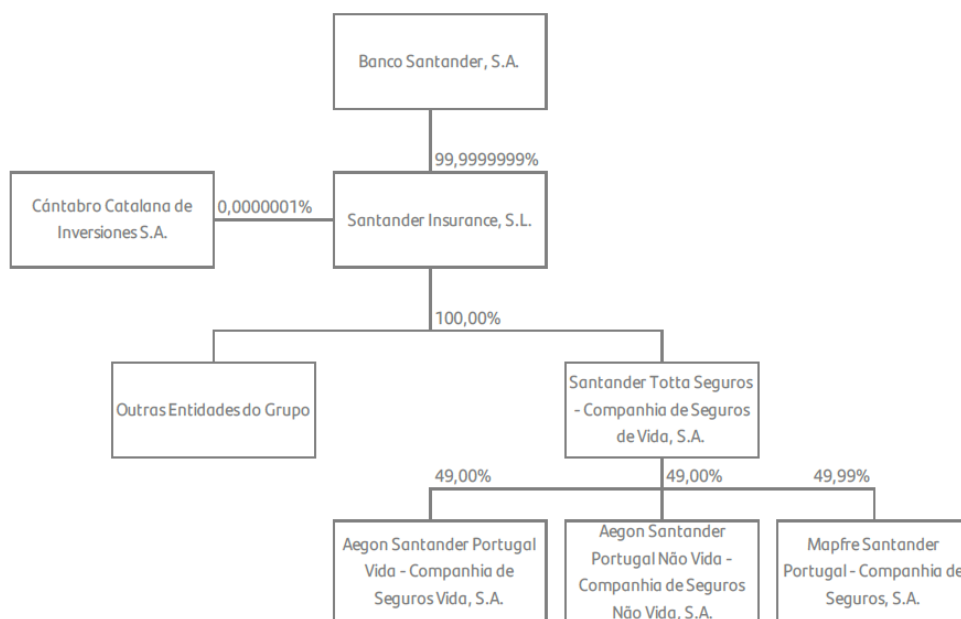 Banco Santander, S.A.
99,9999999%
Cántabro Catalana de
Inversiones S.A.
0,0000001%
Santander Insurance, S.L.
100,00%
Outras Entidades do Grupo
Santander Totta Seguros
- Companhia de Seguros
de Vida, S.A.
49,00%
49,00%
49,99%
Aegon Santander Portugal
Vida - Companhia de
Seguros Vida, S.A.
Aegon Santander
Portugal Não Vida -
Companhia de Seguros
Não Vida, S.A.
Mapfre Santander
Portugal - Companhia de
Seguros, S.A.